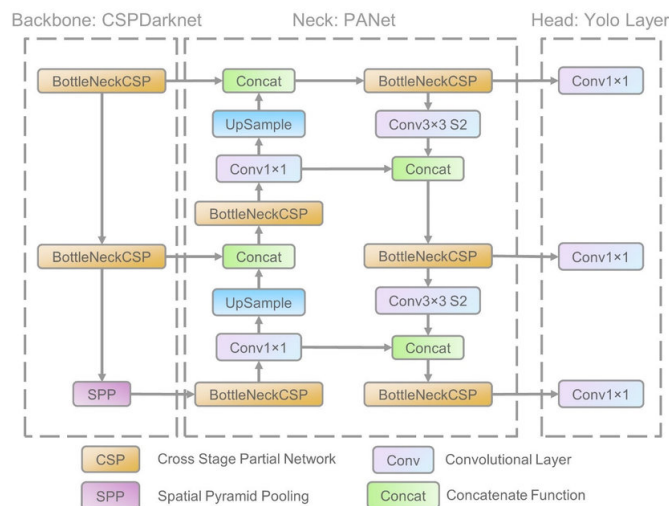 Backbone: CSPDarknet
Neck: PANet
Head: Yolo Layer
BottleNeckCSP
Concat
BottleNeckCSP
Conv1×1
UpSample
Conv3×3 S2
Conv1×1
Concat
BottleNeckCSP
BottleNeckCSP
Concat
BottleNeckCSP
Conv1×1
UpSample
Conv3×3 S2
Conv1×1
Concat
SPP
BottleNeckCSP
BottleNeckCSP
Conv1×1
CSP
Cross Stage Partial Network
Conv
Convolutional Layer
SPP
Spatial Pyramid Pooling
Concat
Concatenate Function